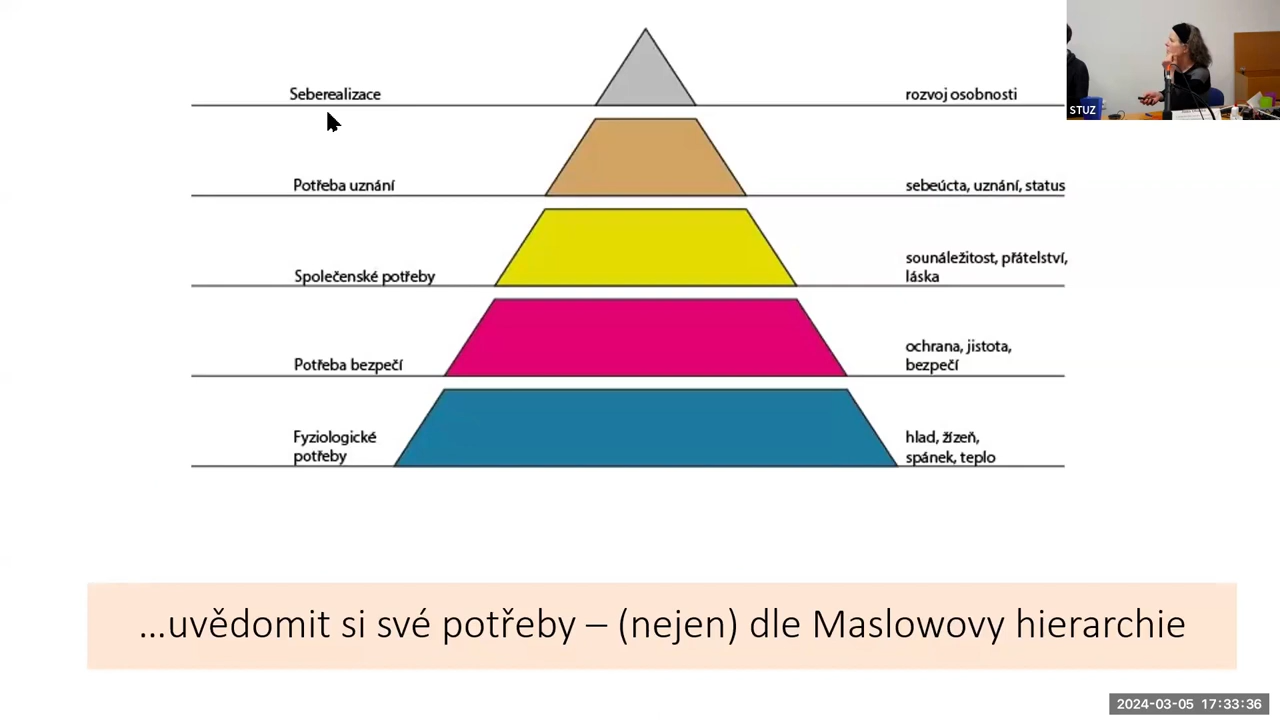 Seberealizace
rozvoj osobnosti
STUZ
Potřeba uznání
sebeúcta, uznání, status
Společenské potřeby
sounáležitost, přátelství,
láska
Potřeba bezpečí
ochrana, jistota,
bezpečí
Fyziologické
potřeby
hlad, žízeň,
spánek, teplo
...uvědomit si své potřeby – (nejen) dle Maslowovy hierarchie
2024-03-05 17:33:36